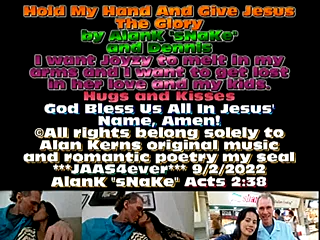 Hold My Hand And Give Jesus
The Glory
by AlanK "sNaKe"
and Dennis
I want Joyzy to melt in my
arms and I want to get lost
in her love and my kids.
Hugs and Kisses
God Bless Us All In Jesus'
Name, Amen!
©All rights belong solely to
Alan Kerns original music
and romantic poetry my seal
***JAAS4ever*** 9/2/2022
AlanK "sNaKe" Acts 2:38